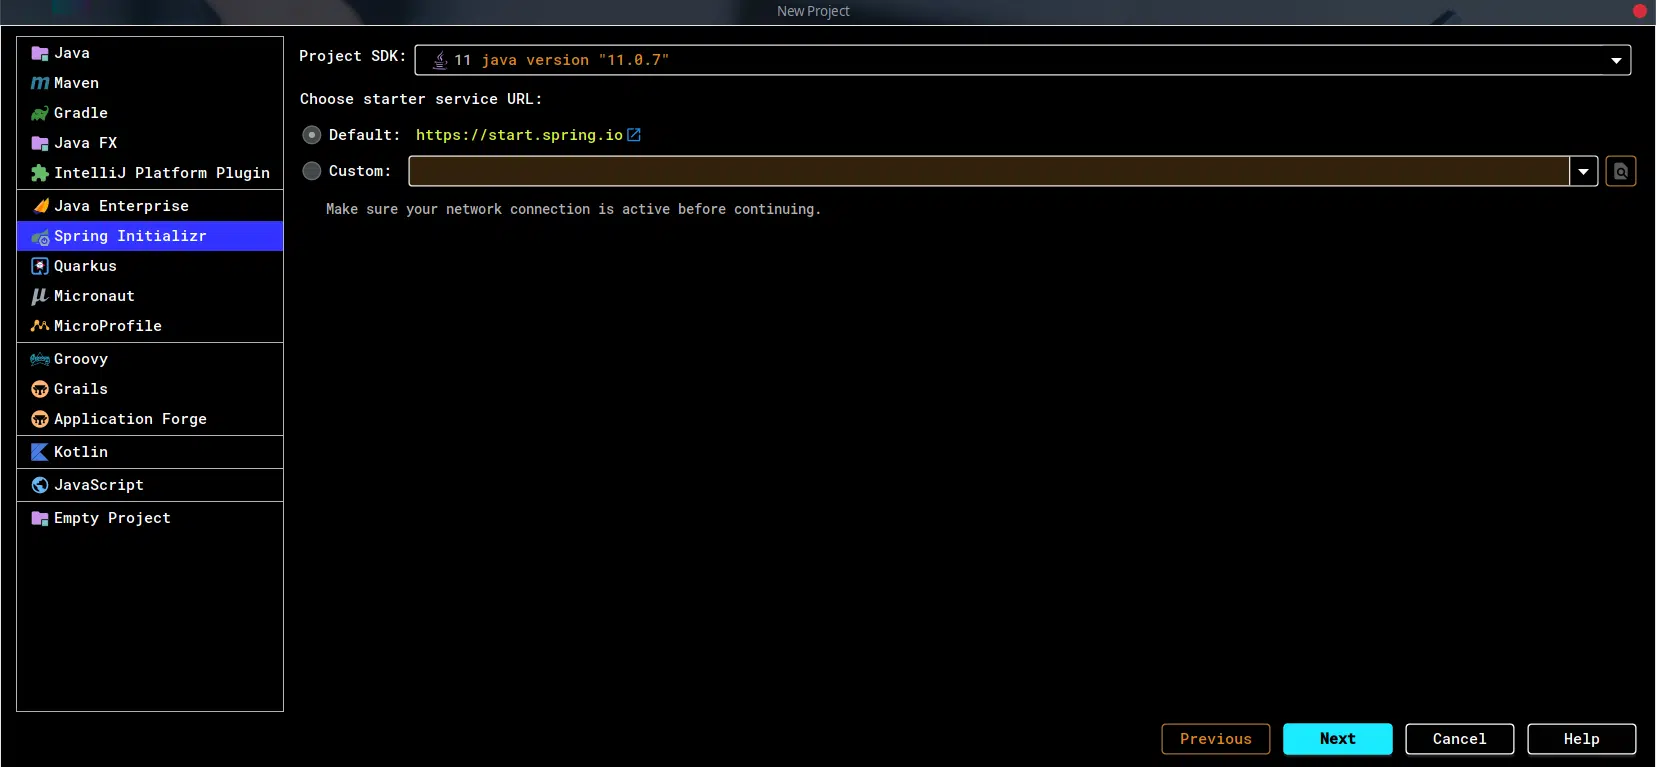 New Project
Java
Maven
Gradle
Java FX
IntelliJ Platform Plugin
Java Enterprise
Spring Initializr
Quarkus
Micronaut
MicroProfile
Groovy
Grails
Application Forge
Kotlin
JavaScript
Empty Project
Project SDK: 11 java version "11.0.7"
Choose starter service URL:
Default: https://start.spring.io
Custom:
Make sure your network connection is active before continuing.
Previous Next Cancel Help